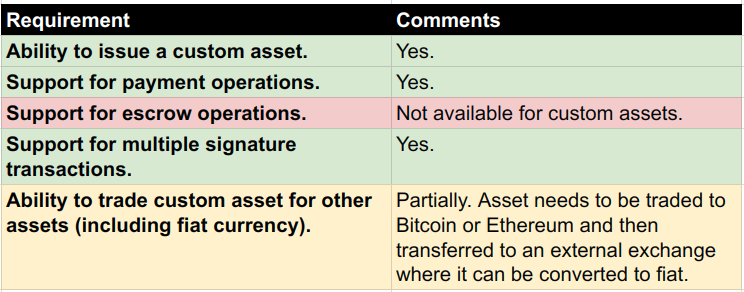 Requirement Comments
Ability to issue a custom asset. Yes.
Support for payment operations. Yes.
Support for escrow operations. Not available for custom assets.
Support for multiple signature Yes.
transactions.
Ability to trade custom asset for other Partially. Asset needs to be traded to
assets (including fiat currency). Bitcoin or Ethereum and then
transferred to an external exchange
where it can be converted to fiat.